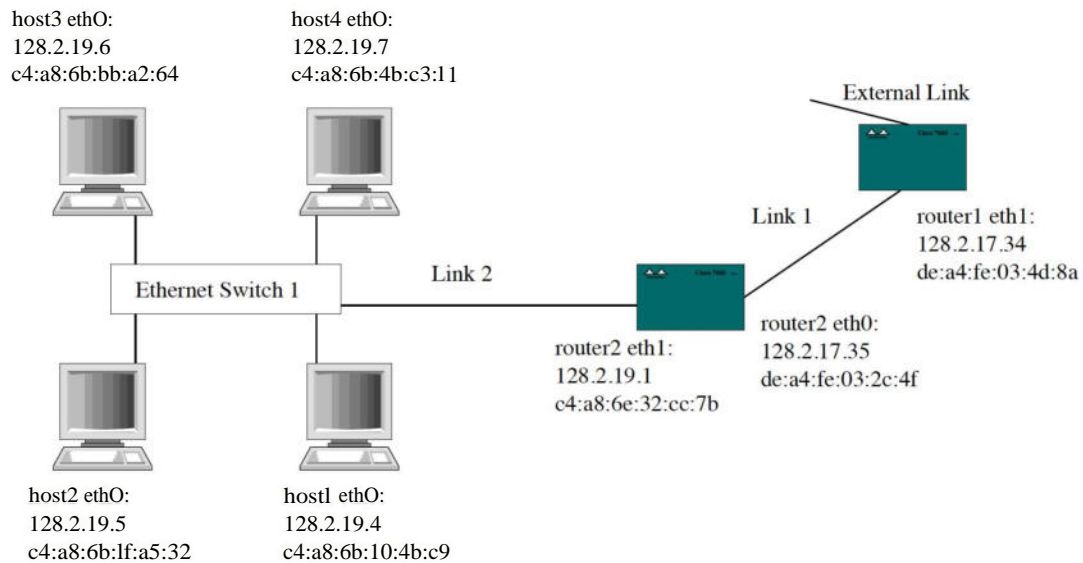 host3 ethO:
128.2.19.6
c4:a8:6b:bb:a2:64
host4 ethO:
128.2.19.7
c4:a8:6b:4b:c3:l1
External Link
Link 1
router1 eth1:
128.2.17.34
de:a4:fe:03:4d:8a
Ethernet Switch 1
Link 2
router2 eth1:
128.2.19.1
c4:a8:6e:32:cc:7b
router2 eth0:
128.2.17.35
de:a4:fe:03:2c:4f
host2 ethO:
128.2.19.5
c4:a8:6b:lf:a5:32
hostl ethO:
128.2.19.4
c4:a8:6b:10:4b:c9